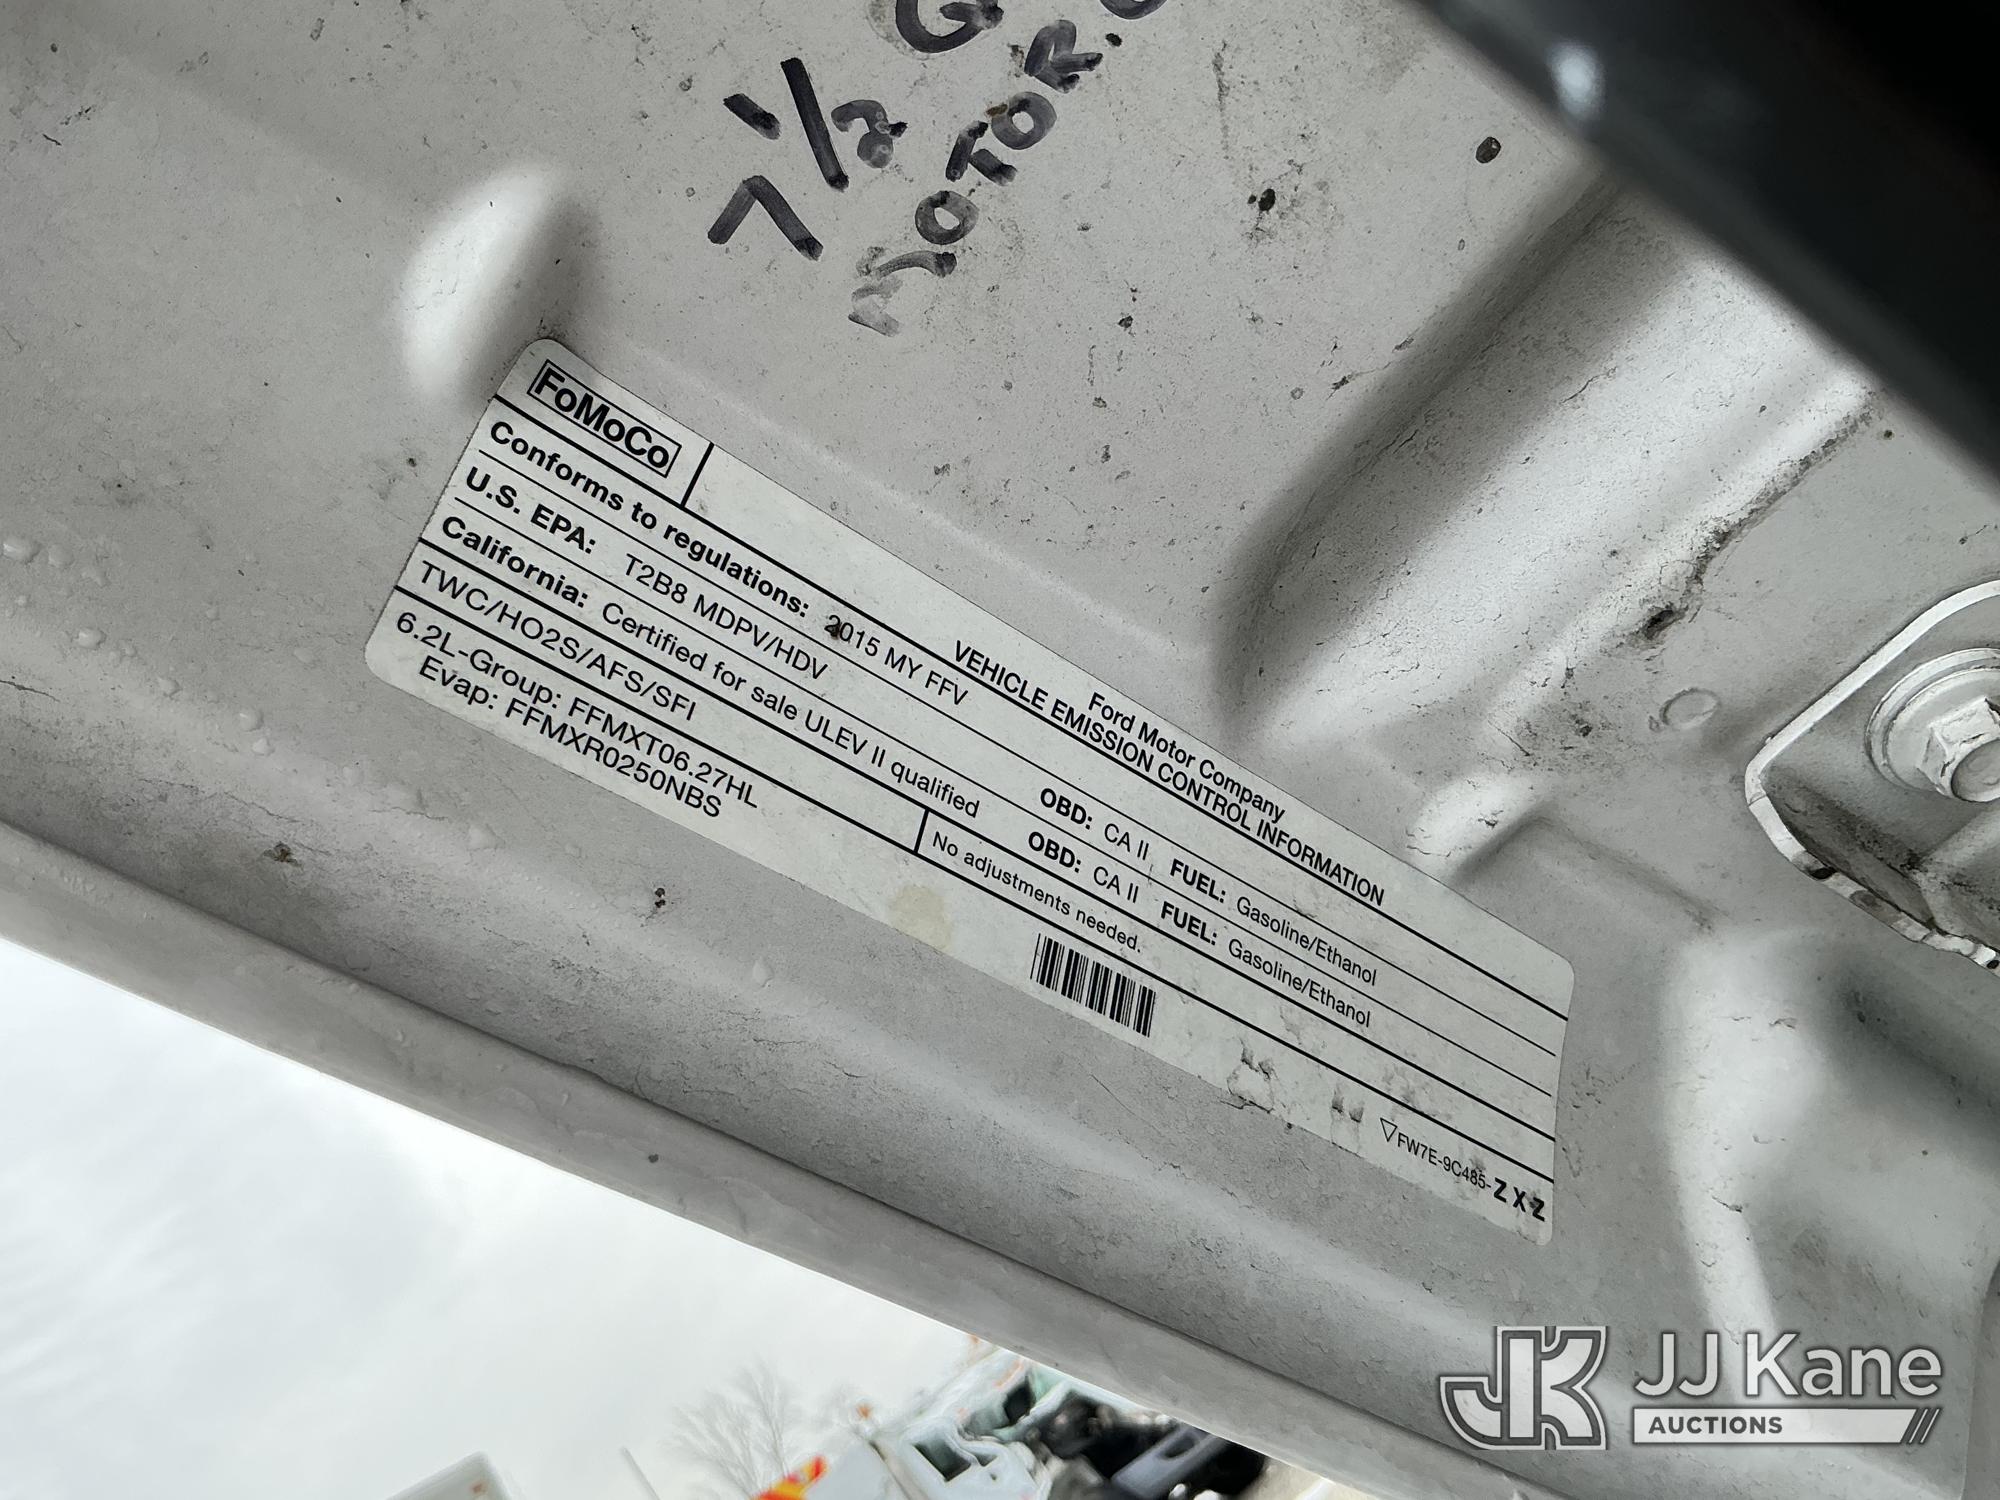 7 1/2
MOTOR
FoMoCo
Ford Motor Company
VEHICLE EMISSION CONTROL INFORMATION
Conforms to regulations: 2015 MY FFV
U.S. EPA: T2B8 MDPV/HDV OBD: CA II FUEL: Gasoline/Ethanol
California: Certified for sale ULEV II qualified OBD: CA II FUEL: Gasoline/Ethanol
TWC/HO2S/AFS/SFI No adjustments needed.
6.2L-Group: FFMXT06.27HL
Evap: FFMXR0250NBS
FW7E-9C485-ZXZ
JK JJ Kane
AUCTIONS